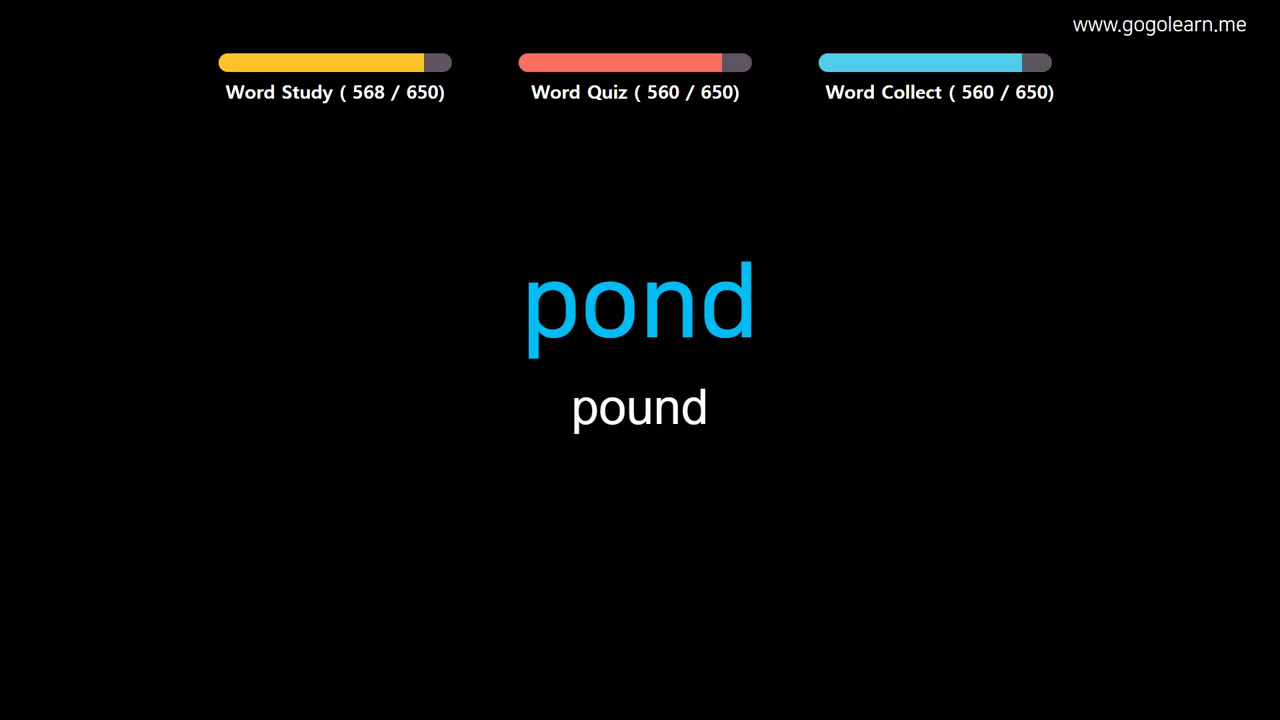 www.gogolearn.me
Word Study ( 568 / 650)
Word Quiz ( 560 / 650)
Word Collect ( 560 / 650)
pond
pound